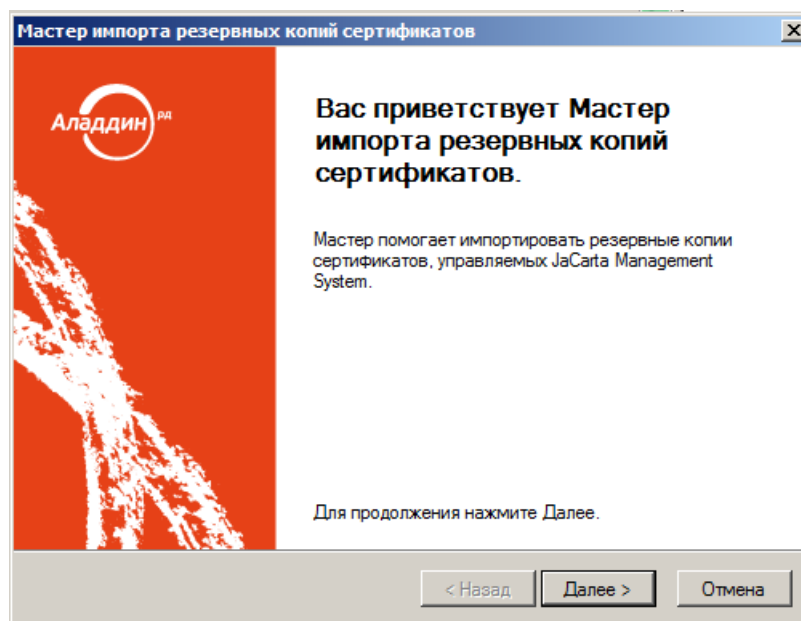 Мастер импорта резервных копий сертификатов
Аладдин РД
Вас приветствует Мастер
импорта резервных копий
сертификатов.
Мастер помогает импортировать резервные копии
сертификатов, управляемых JaCarta Management
System.
Для продолжения нажмите Далее.
< Назад
Далее >
Отмена